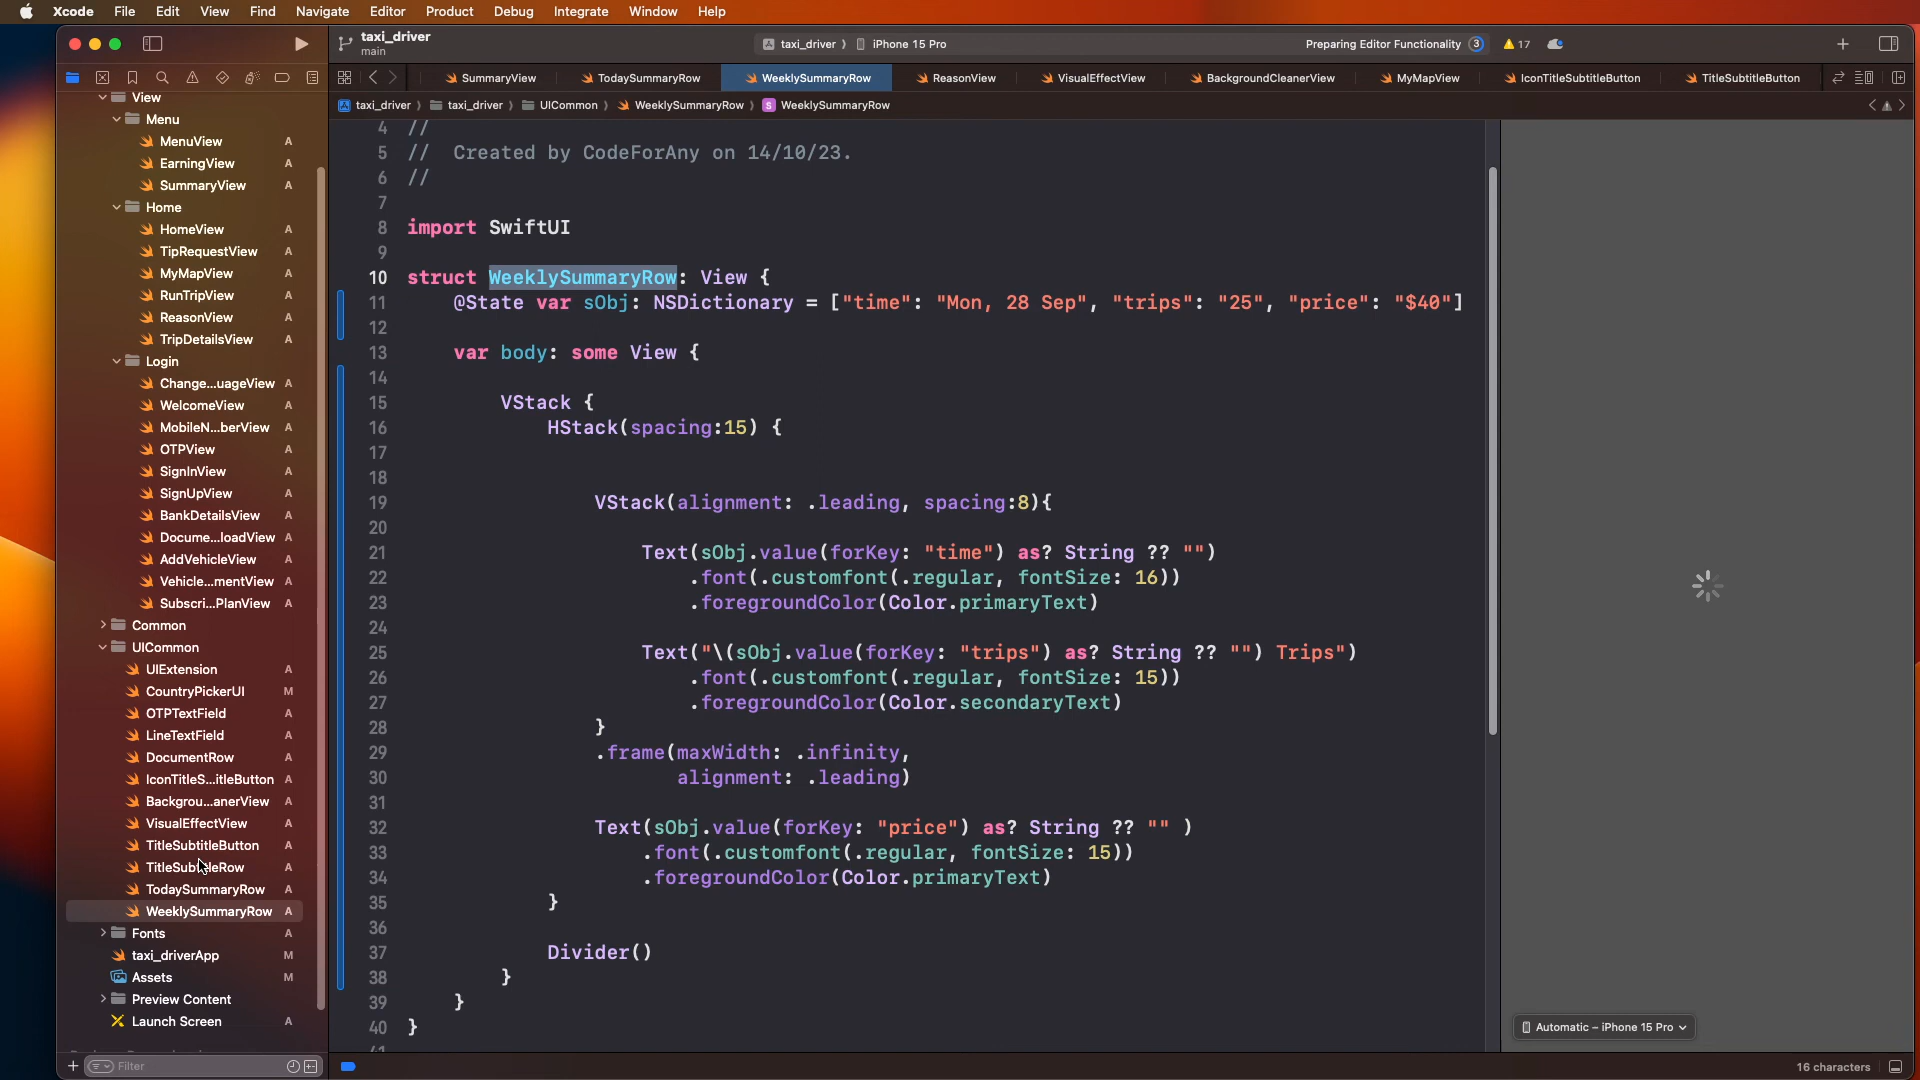 Xcode File Edit View Find Navigate Editor Product Debug Integrate Window Help
taxi_driver
main
taxi_driver 〉 iPhone 15 Pro
Preparing Editor Functionality 3
17
SummaryView TodaySummaryRow WeeklySummaryRow ReasonView VisualEffectView BackgroundCleanerView MyMapView IconTitleSubtitleButton TitleSubtitleButton
taxi_driver 〉 taxi_driver 〉 UICommon 〉 WeeklySummaryRow 〉 S WeeklySummaryRow
View
Menu
MenuView A
EarningView A
SummaryView A
Home
HomeView A
TipRequestView A
MyMapView A
RunTripView A
ReasonView A
TripDetailsView A
Login
Change...uageView A
WelcomeView A
MobileN...berView A
OTPView A
SignInView A
SignUpView A
BankDetailsView A
Docume...loadView A
AddVehicleView A
Vehicle...mentView A
Subscri...PlanView A
Common
UICommon
UIExtension A
CountryPickerUI M
OTPTextField A
LineTextField A
DocumentRow A
IconTitleS...itleButton A
Backgrou...anerView A
VisualEffectView A
TitleSubtitleButton A
TitleSubtitleRow A
TodaySummaryRow A
WeeklySummaryRow A
Fonts A
taxi_driverApp M
Assets M
Preview Content
Launch Screen A
Filter
4 //
5 //  Created by CodeForAny on 14/10/23.
6 //
7
8 import SwiftUI
9
10 struct WeeklySummaryRow: View {
11     @State var sObj: NSDictionary = ["time": "Mon, 28 Sep", "trips": "25", "price": "$40"]
12
13     var body: some View {
14
15         VStack {
16             HStack(spacing:15) {
17
18
19                 VStack(alignment: .leading, spacing:8){
20
21                     Text(sObj.value(forKey: "time") as? String ?? "")
22                         .font(.customfont(.regular, fontSize: 16))
23                         .foregroundColor(Color.primaryText)
24
25                     Text("\(sObj.value(forKey: "trips") as? String ?? "") Trips")
26                         .font(.customfont(.regular, fontSize: 15))
27                         .foregroundColor(Color.secondaryText)
28                 }
29                 .frame(maxWidth: .infinity,
30                        alignment: .leading)
31
32                 Text(sObj.value(forKey: "price") as? String ?? "" )
33                     .font(.customfont(.regular, fontSize: 15))
34                     .foregroundColor(Color.primaryText)
35             }
36
37             Divider()
38         }
39     }
40 }
41
Automatic – iPhone 15 Pro
16 characters